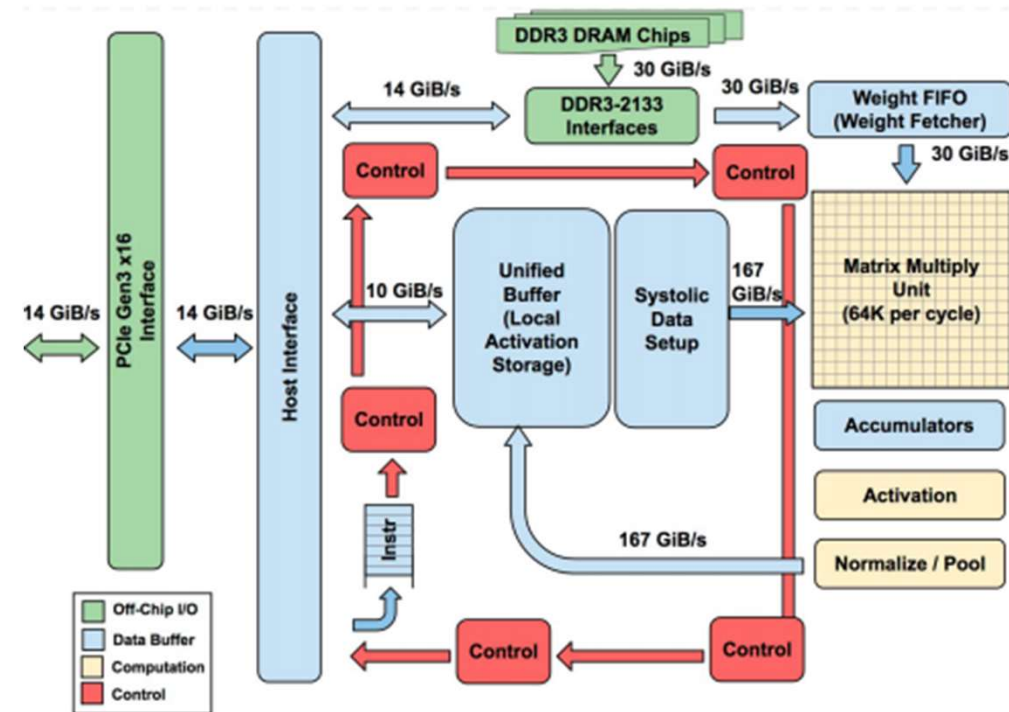 DDR3 DRAM Chips
30 GiB/s
14 GiB/s
DDR3-2133
Interfaces
30 GiB/s
Weight FIFO
(Weight Fetcher)
30 GiB/s
Control
Control
PCIe Gen3 x16
Interface
14 GiB/s
14 GiB/s
Host Interface
10 GiB/s
Unified
Buffer
(Local
Activation
Storage)
Systolic
Data
Setup
167
GiB/s
Matrix Multiply
Unit
(64K per cycle)
Control
Accumulators
Activation
Instr
167 GiB/s
Normalize / Pool
Control
Control
Off-Chip I/O
Data Buffer
Computation
Control